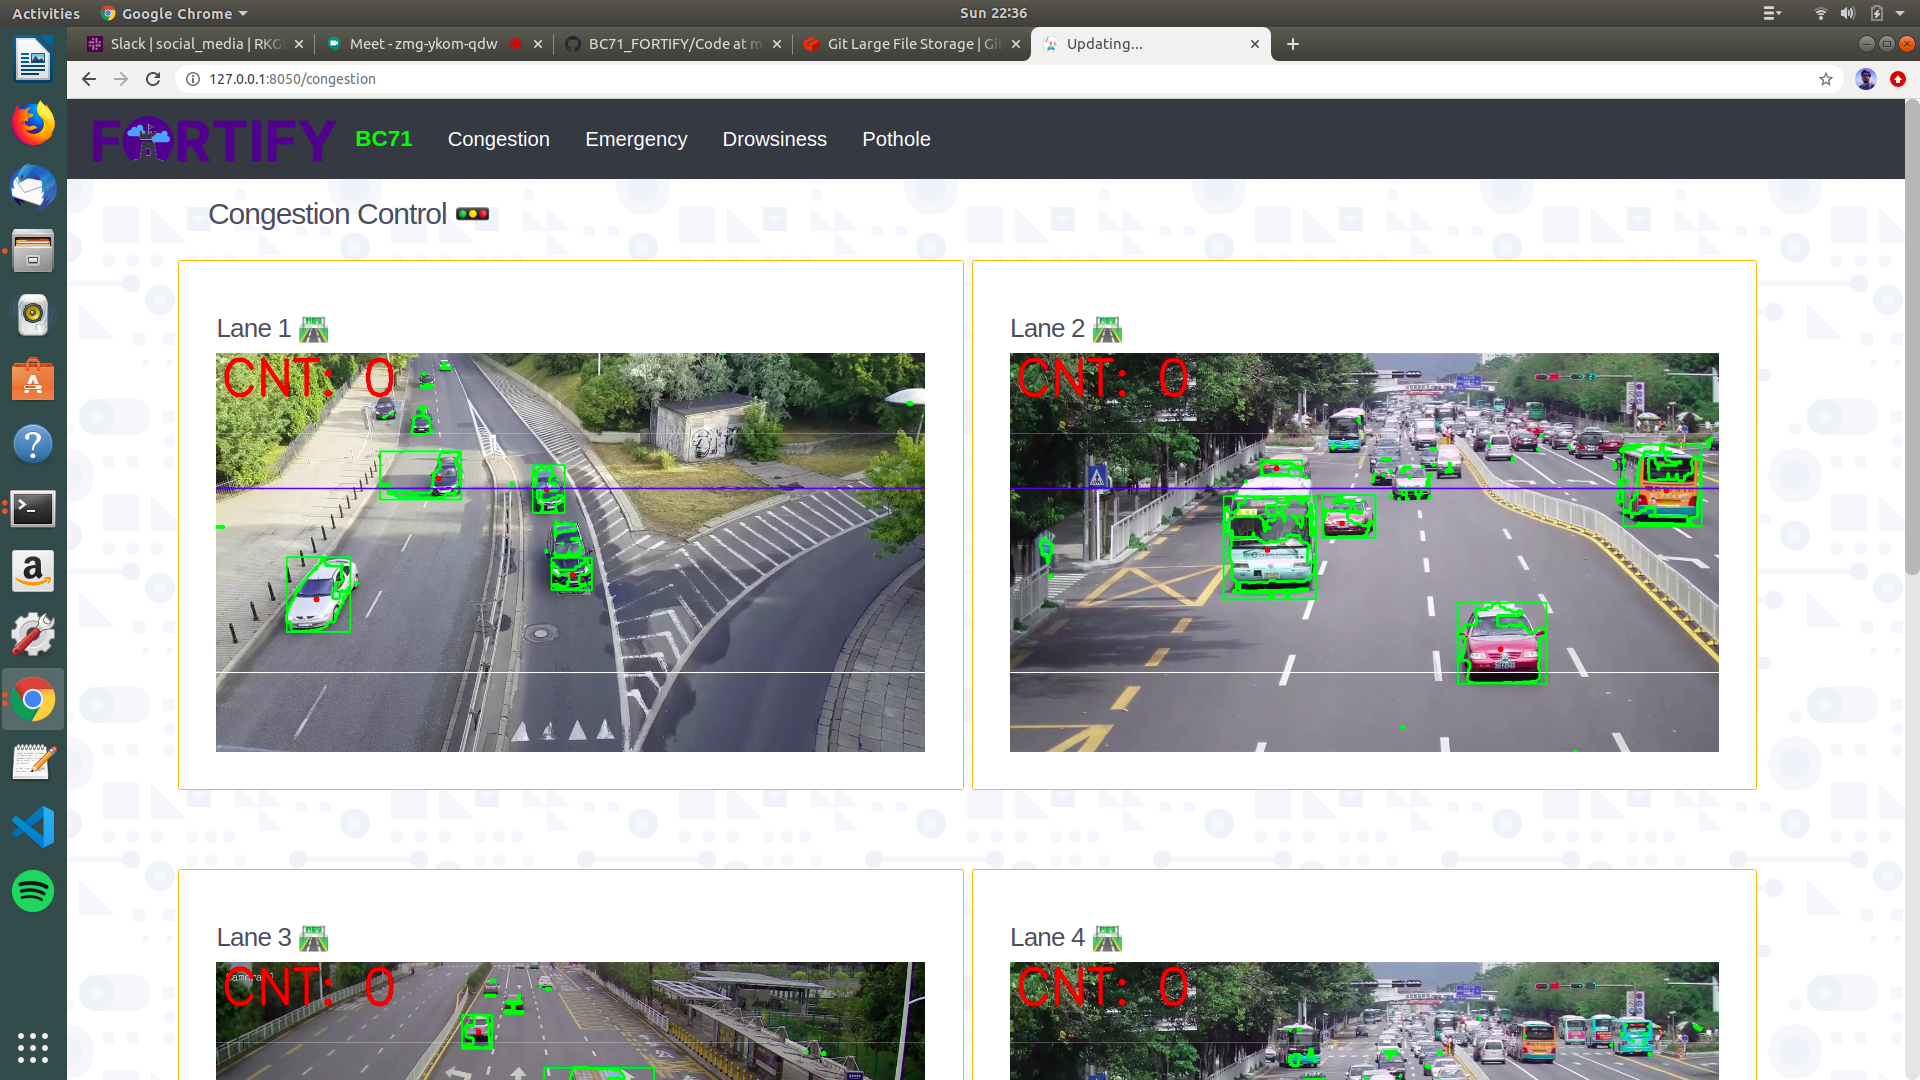 Activities
Google Chrome
Sun 22:36
Slack | social_media | RKG
Meet - zmg-ykom-qdw
BC71_FORTIFY/Code at m
Git Large File Storage | Git
Updating...
127.0.0.1:8050/congestion
FORTIFY
BC71
Congestion
Emergency
Drowsiness
Pothole
Congestion Control
Lane 1
CNT: 0
Lane 2
CNT: 0
Lane 3
CNT: 0
Lane 4
CNT: 0